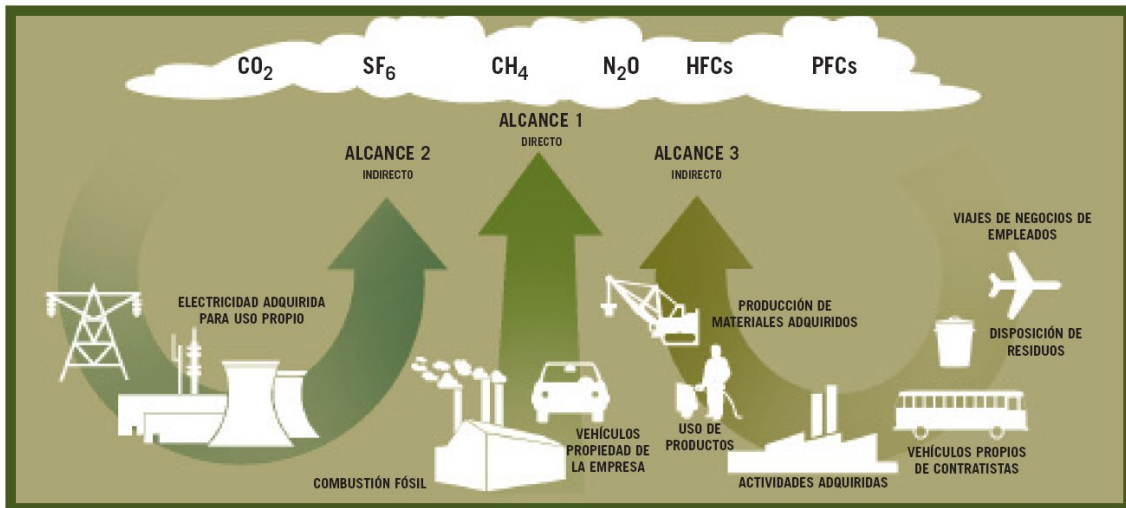 CO₂ SF₆ CH₄ N₂O HFCs PFCs
ALCANCE 1
DIRECTO
ALCANCE 2
INDIRECTO
ALCANCE 3
INDIRECTO
ELECTRICIDAD ADQUIRIDA
PARA USO PROPIO
COMBUSTIÓN FÓSIL
VEHÍCULOS
PROPIEDAD DE
LA EMPRESA
USO DE
PRODUCTOS
PRODUCCIÓN DE
MATERIALES ADQUIRIDOS
ACTIVIDADES ADQUIRIDAS
VIAJES DE NEGOCIOS DE
EMPLEADOS
DISPOSICIÓN DE
RESIDUOS
VEHÍCULOS PROPIOS
DE CONTRATISTAS